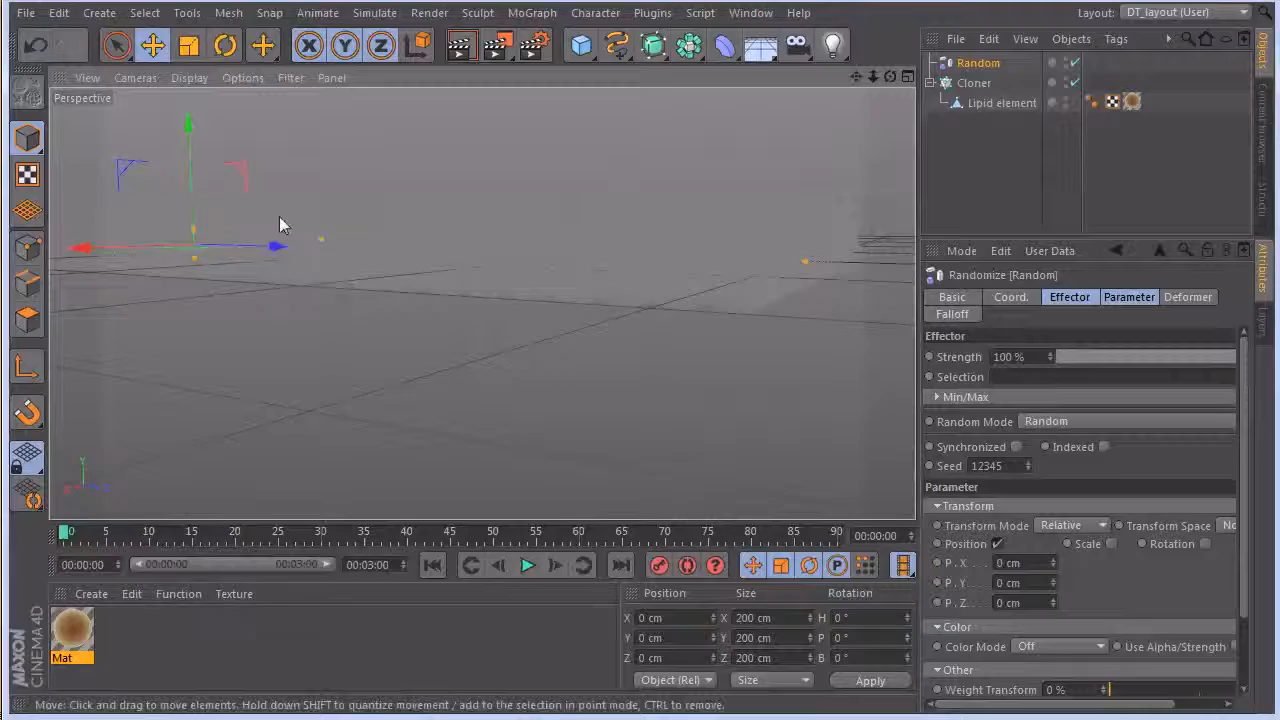 File Edit Create Select Tools Mesh Snap Animate Simulate Render Sculpt MoGraph Character Plugins Script Window Help Layout: DT_layout (User)
X Y Z
File Edit View Objects Tags
Random
Cloner
Lipid element
View Cameras Display Options Filter Panel
Perspective
Objects
Content browser
Structu
Mode Edit User Data
Randomize [Random]
Basic Coord. Effector Parameter Deformer
Falloff
Attributes
Layers
Effector
Strength 100 %
Selection
Min/Max
Random Mode Random
Synchronized Indexed
Seed 12345
Parameter
Transform
Transform Mode Relative Transform Space No
Position Scale Rotation
P . X . . . . 0 cm
P . Y . . . . 0 cm
P . Z . . . . 0 cm
Color
Color Mode Off Use Alpha/Strength
Other
Weight Transform 0 %
Y
X
0 5 10 15 20 25 30 35 40 45 50 55 60 65 70 75 80 85 90 00:00:00
00:00:00 00:00:00 00:03:00 00:03:00
? P
Create Edit Function Texture
Mat
Position Size Rotation
X 0 cm X 200 cm H 0 °
Y 0 cm Y 200 cm P 0 °
Z 0 cm Z 200 cm B 0 °
Object (Rel) Size Apply
MAXON
CINEMA 4D
Move: Click and drag to move elements. Hold down SHIFT to quantize movement / add to the selection in point mode, CTRL to remove.